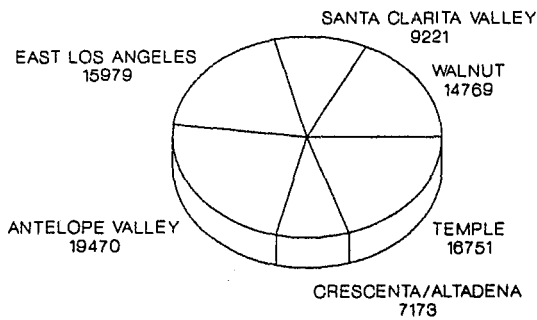 SANTA CLARITA VALLEY
9221
EAST LOS ANGELES
15979
WALNUT
14769
ANTELOPE VALLEY
19470
TEMPLE
16751
CRESCENTA/ALTADENA
7173